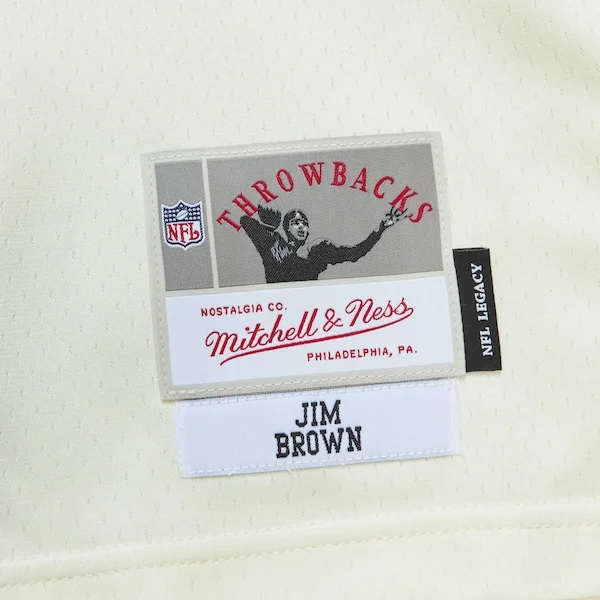 THROWBACKS
NFL
NOSTALGIA CO.
Mitchell & Ness
PHILADELPHIA, PA.
NFL LEGACY
JIM
BROWN